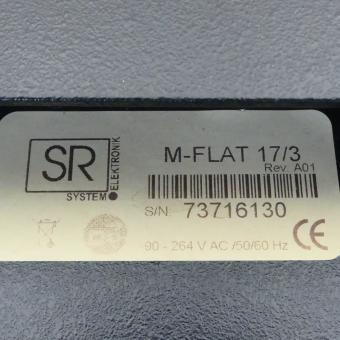 SR
SYSTEM
ELEKTRONIK
M-FLAT 17/3
Rev. A01
S/N: 73716130
90 - 264 V AC /50/60 Hz
CE